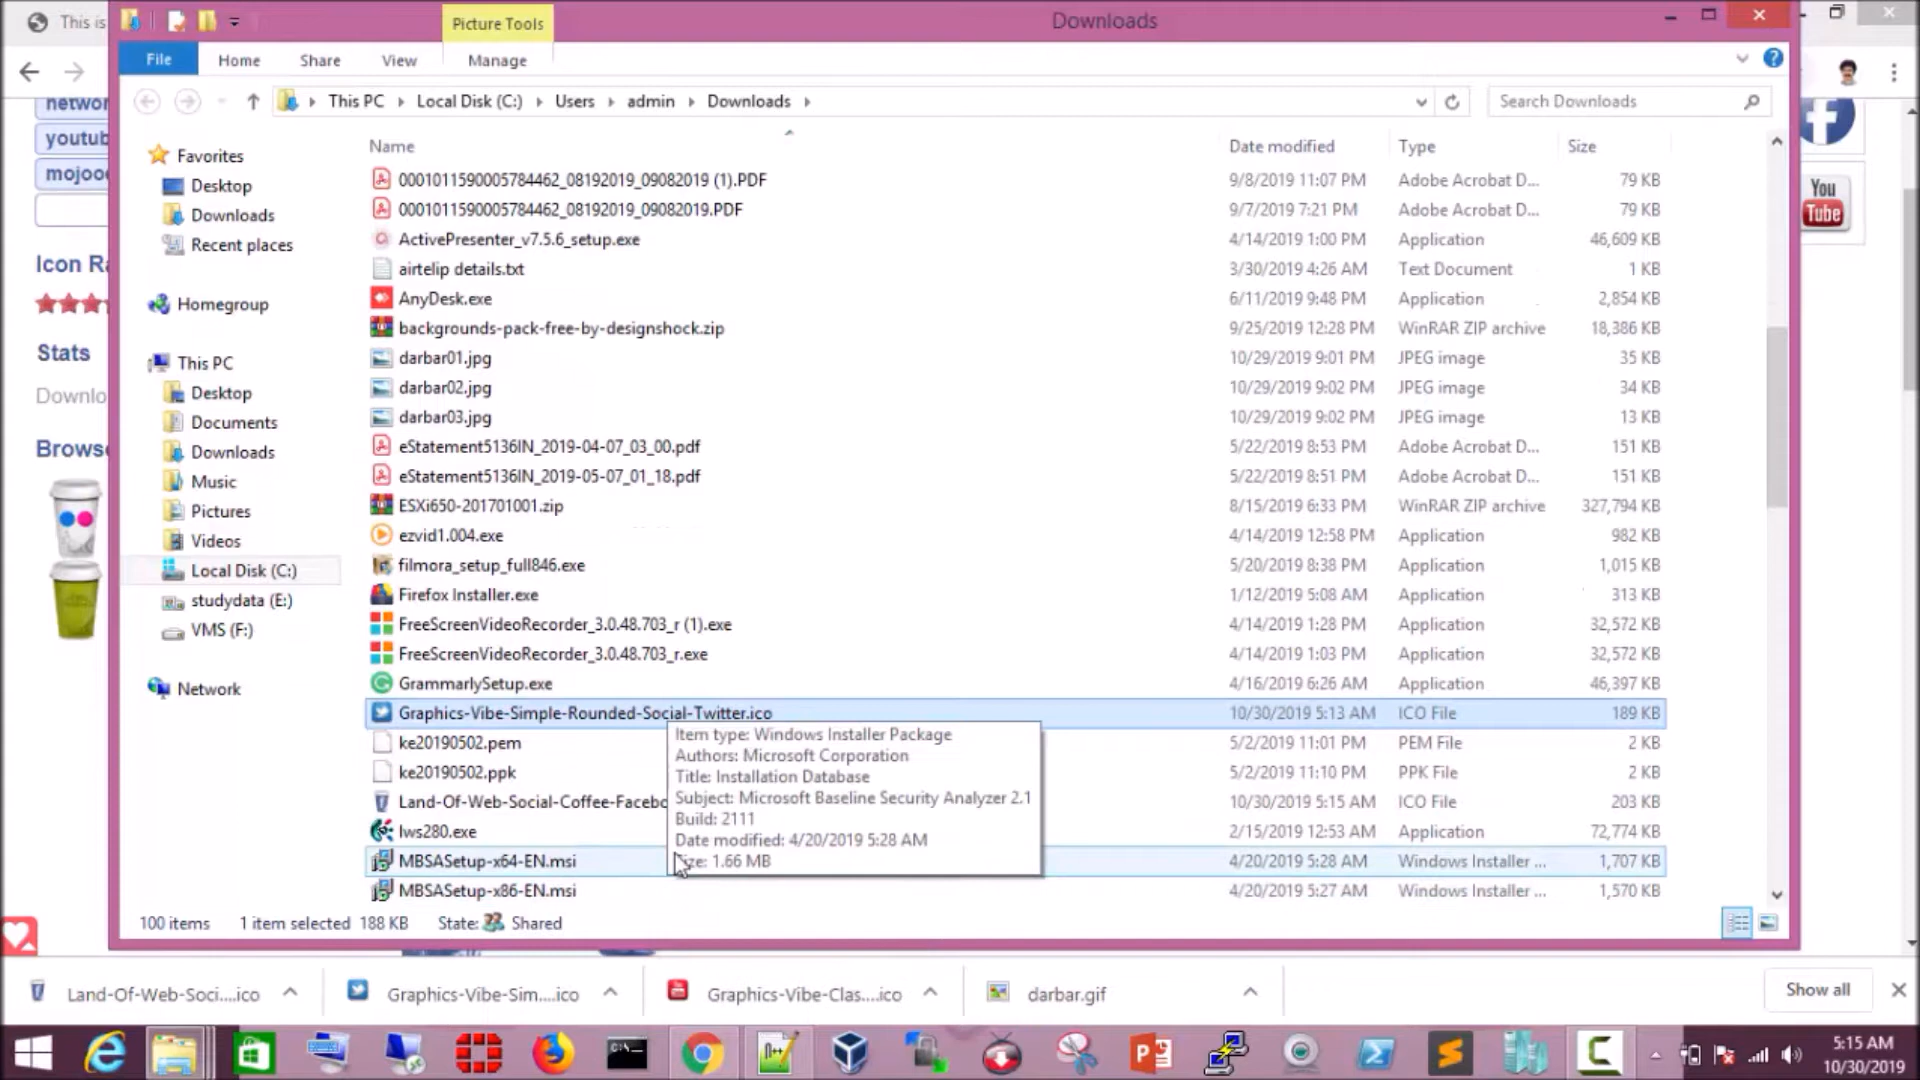 This is
Picture Tools
Downloads
File Home Share View Manage
This PC Local Disk (C:) Users admin Downloads
Search Downloads
networ
youtub
mojooe
Icon Ra
Stats
Downlo
Browse
You
Tube
Favorites
Desktop
Downloads
Recent places
Homegroup
This PC
Desktop
Documents
Downloads
Music
Pictures
Videos
Local Disk (C:)
studydata (E:)
VMS (F:)
Network
Name Date modified Type Size
0001011590005784462_08192019_09082019 (1).PDF 9/8/2019 11:07 PM Adobe Acrobat D... 79 KB
0001011590005784462_08192019_09082019.PDF 9/7/2019 7:21 PM Adobe Acrobat D... 79 KB
ActivePresenter_v7.5.6_setup.exe 4/14/2019 1:00 PM Application 46,609 KB
airtelip details.txt 3/30/2019 4:26 AM Text Document 1 KB
AnyDesk.exe 6/11/2019 9:48 PM Application 2,854 KB
backgrounds-pack-free-by-designshock.zip 9/25/2019 12:28 PM WinRAR ZIP archive 18,386 KB
darbar01.jpg 10/29/2019 9:01 PM JPEG image 35 KB
darbar02.jpg 10/29/2019 9:02 PM JPEG image 34 KB
darbar03.jpg 10/29/2019 9:02 PM JPEG image 13 KB
eStatement5136IN_2019-04-07_03_00.pdf 5/22/2019 8:53 PM Adobe Acrobat D... 151 KB
eStatement5136IN_2019-05-07_01_18.pdf 5/22/2019 8:51 PM Adobe Acrobat D... 151 KB
ESXi650-201701001.zip 8/15/2019 6:33 PM WinRAR ZIP archive 327,794 KB
ezvid1.004.exe 4/14/2019 12:58 PM Application 982 KB
filmora_setup_full846.exe 5/20/2019 8:38 PM Application 1,015 KB
Firefox Installer.exe 1/12/2019 5:08 AM Application 313 KB
FreeScreenVideoRecorder_3.0.48.703_r (1).exe 4/14/2019 1:28 PM Application 32,572 KB
FreeScreenVideoRecorder_3.0.48.703_r.exe 4/14/2019 1:03 PM Application 32,572 KB
GrammarlySetup.exe 4/16/2019 6:26 AM Application 46,397 KB
Graphics-Vibe-Simple-Rounded-Social-Twitter.ico 10/30/2019 5:13 AM ICO File 189 KB
ke20190502.pem 5/2/2019 11:01 PM PEM File 2 KB
ke20190502.ppk 5/2/2019 11:10 PM PPK File 2 KB
Land-Of-Web-Social-Coffee-Facebo 10/30/2019 5:15 AM ICO File 203 KB
lws280.exe 2/15/2019 12:53 AM Application 72,774 KB
MBSASetup-x64-EN.msi 4/20/2019 5:28 AM Windows Installer ... 1,707 KB
MBSASetup-x86-EN.msi 4/20/2019 5:27 AM Windows Installer ... 1,570 KB
Item type: Windows Installer Package
Authors: Microsoft Corporation
Title: Installation Database
Subject: Microsoft Baseline Security Analyzer 2.1
Build: 2111
Date modified: 4/20/2019 5:28 AM
Size: 1.66 MB
100 items 1 item selected 188 KB State: Shared
Land-Of-Web-Soci....ico Graphics-Vibe-Sim....ico Graphics-Vibe-Clas....ico darbar.gif Show all
5:15 AM
10/30/2019